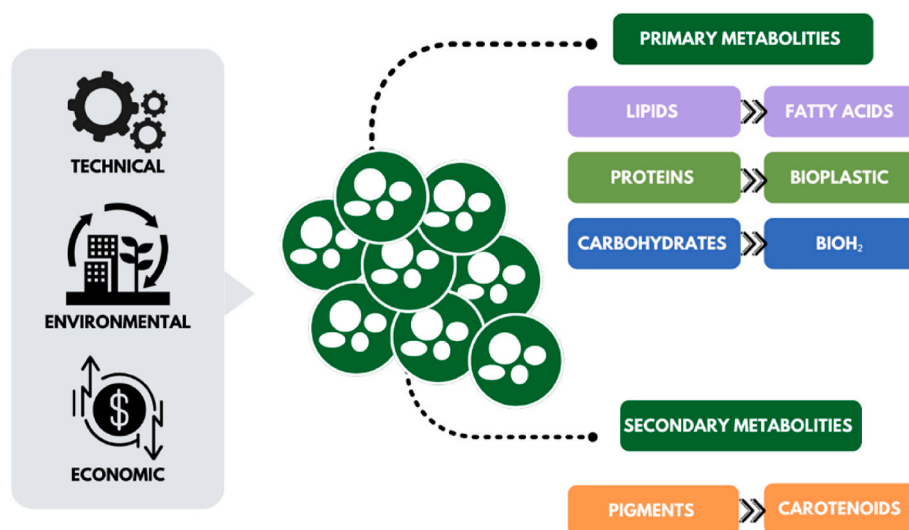 TECHNICAL
ENVIRONMENTAL
$
ECONOMIC
PRIMARY METABOLITIES
LIPIDS FATTY ACIDS
PROTEINS BIOPLASTIC
CARBOHYDRATES BIOH₂
SECONDARY METABOLITIES
PIGMENTS CAROTENOIDS